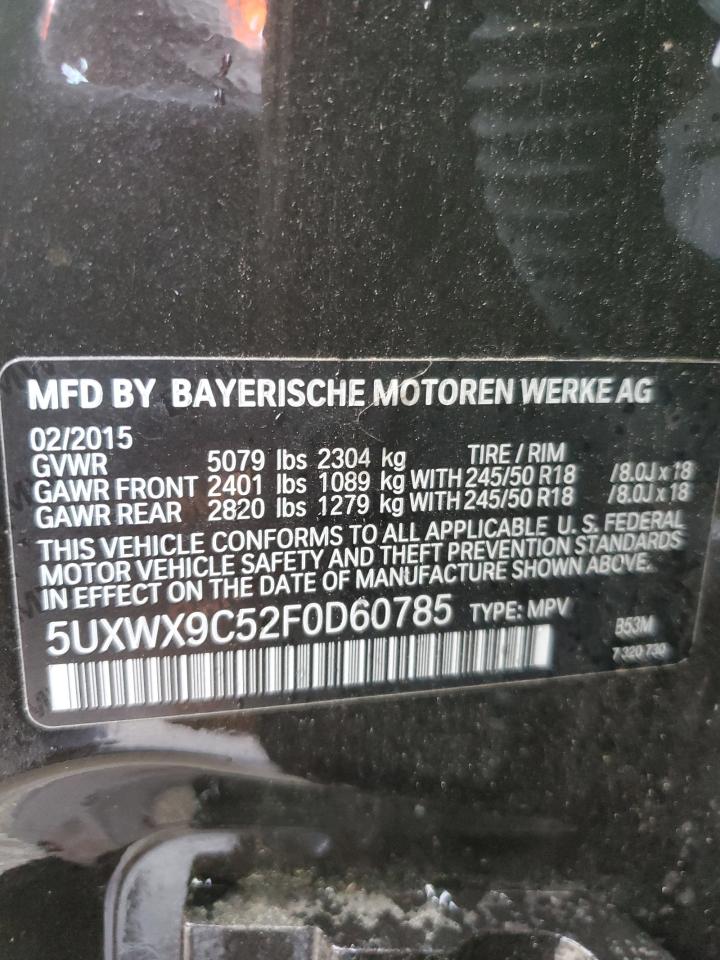 MFD BY BAYERISCHE MOTOREN WERKE AG
02/2015 TIRE / RIM
GVWR 5079 lbs 2304 kg
GAWR FRONT 2401 lbs 1089 kg WITH 245/50 R18 /8.0J x 18
GAWR REAR 2820 lbs 1279 kg WITH 245/50 R18 /8.0J x 18
THIS VEHICLE CONFORMS TO ALL APPLICABLE U. S. FEDERAL
MOTOR VEHICLE SAFETY AND THEFT PREVENTION STANDARDS
IN EFFECT ON THE DATE OF MANUFACTURE SHOWN ABOVE.
5UXWX9C52F0D60785 TYPE: MPV B53M
7 320 730